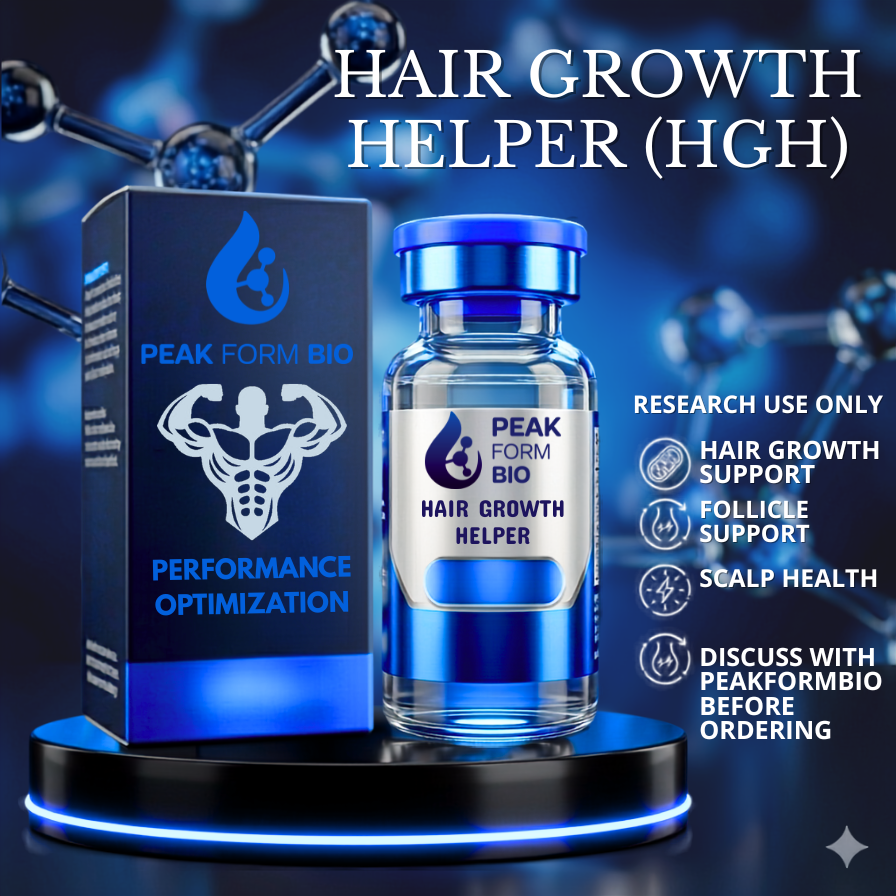 HAIR GROWTH
HELPER (HGH)
PEAK FORM BIO
PERFORMANCE
OPTIMIZATION
PEAK
FORM
BIO
HAIR GROWTH
HELPER
RESEARCH USE ONLY
HAIR GROWTH
SUPPORT
FOLLICLE
SUPPORT
SCALP HEALTH
DISCUSS WITH
PEAKFORMBIO
BEFORE
ORDERING